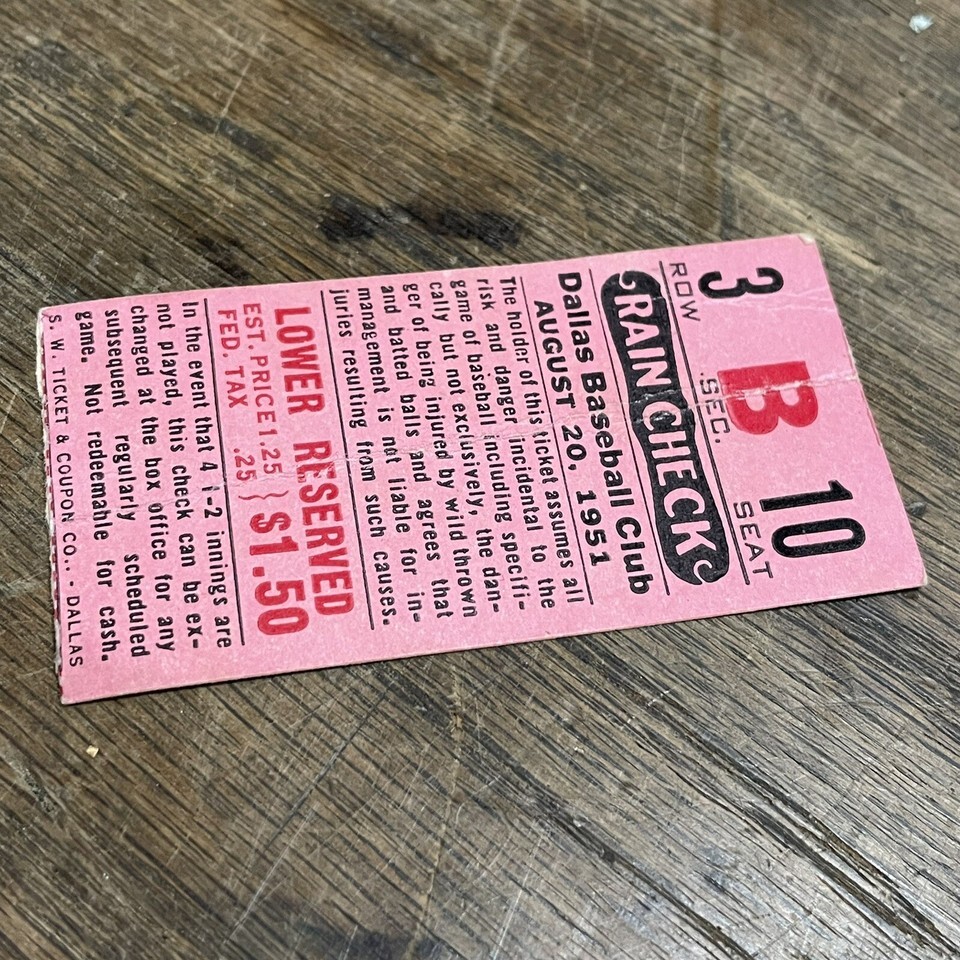 3 B 10
ROW SEC. SEAT
RAIN CHECK
Dallas Baseball Club
AUGUST 20, 1951
The holder of this ticket assumes all
risk and danger incidental to the
game of baseball including specifi-
cally but not exclusively, the dan-
ger of being injured by wild thrown
and batted balls and agrees that
management is not liable for in-
juries resulting from such causes.
LOWER RESERVED
EST. PRICE 1.25 } $1.50
FED. TAX .25
In the event that 4 1-2 innings are
not played, this check can be ex-
changed at the box office for any
subsequent regularly scheduled
game. Not redeemable for cash.
S. W. TICKET & COUPON CO., - DALLAS